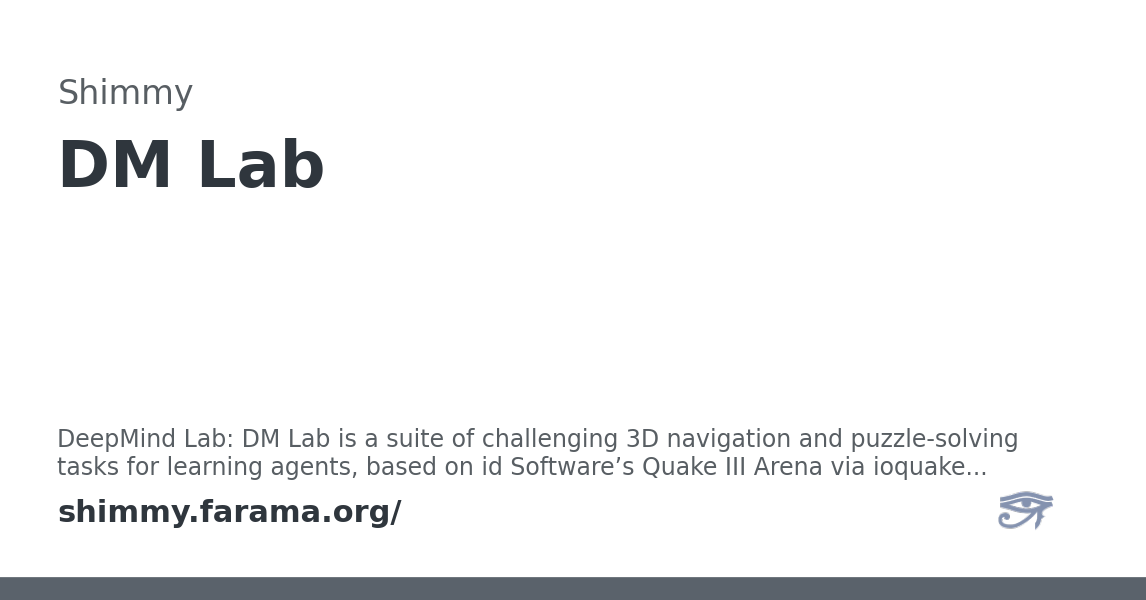 Shimmy
DM Lab
DeepMind Lab: DM Lab is a suite of challenging 3D navigation and puzzle-solving
tasks for learning agents, based on id Software’s Quake III Arena via ioquake...
shimmy.farama.org/